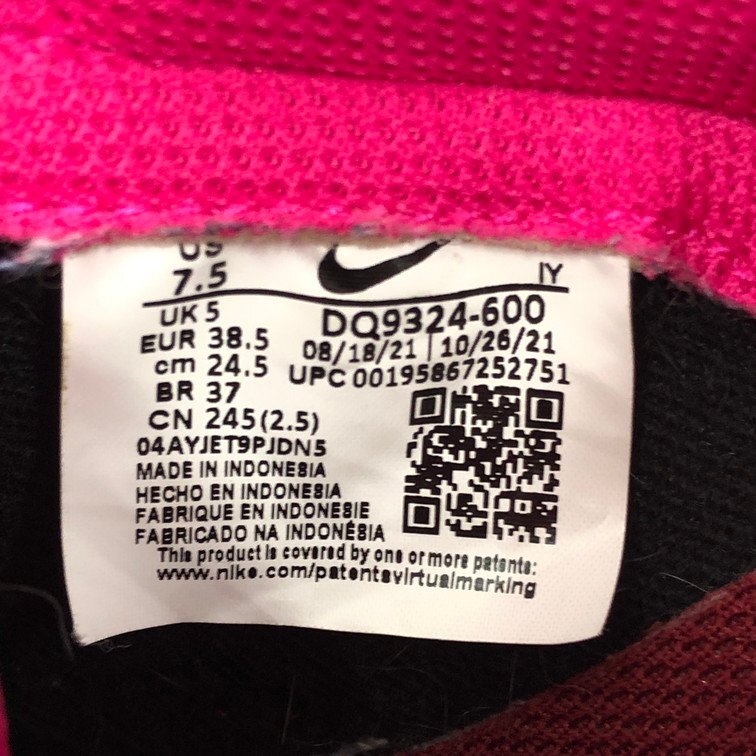 US
7.5
IY
UK 5
EUR 38.5
cm 24.5
BR 37
CN 245(2.5)
DQ9324-600
08/18/21 | 10/26/21
UPC 00195867252751
04AYJET9PJDN5
MADE IN INDONESIA
HECHO EN INDONESIA
FABRIQUE EN INDONESIE
FABRICADO NA INDONÉSIA
This product is covered by one or more patents:
www.nike.com/patentsvirtualmarking